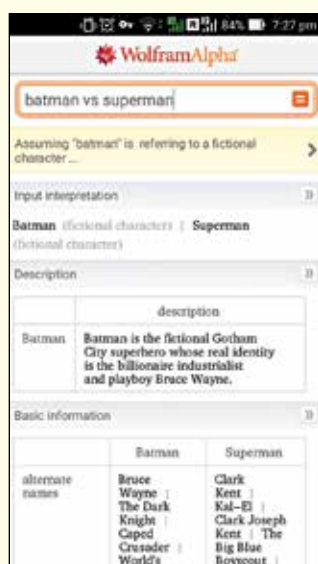 84% 7:27 pm
WolframAlpha
batman vs superman
Assuming "batman" is referring to a fictional
character ...
Input interpretation
Batman (fictional character) | Superman
(fictional character)
Description
description
Batman Batman is the fictional Gotham
City superhero whose real identity
is the billionaire industrialist
and playboy Bruce Wayne.
Basic information
Batman Superman
alternate Bruce Clark
names Wayne | Kent |
The Dark Kal-El |
Knight | Clark Joseph
Caped Kent | The
Crusader | Big Blue
World's Boyscout |